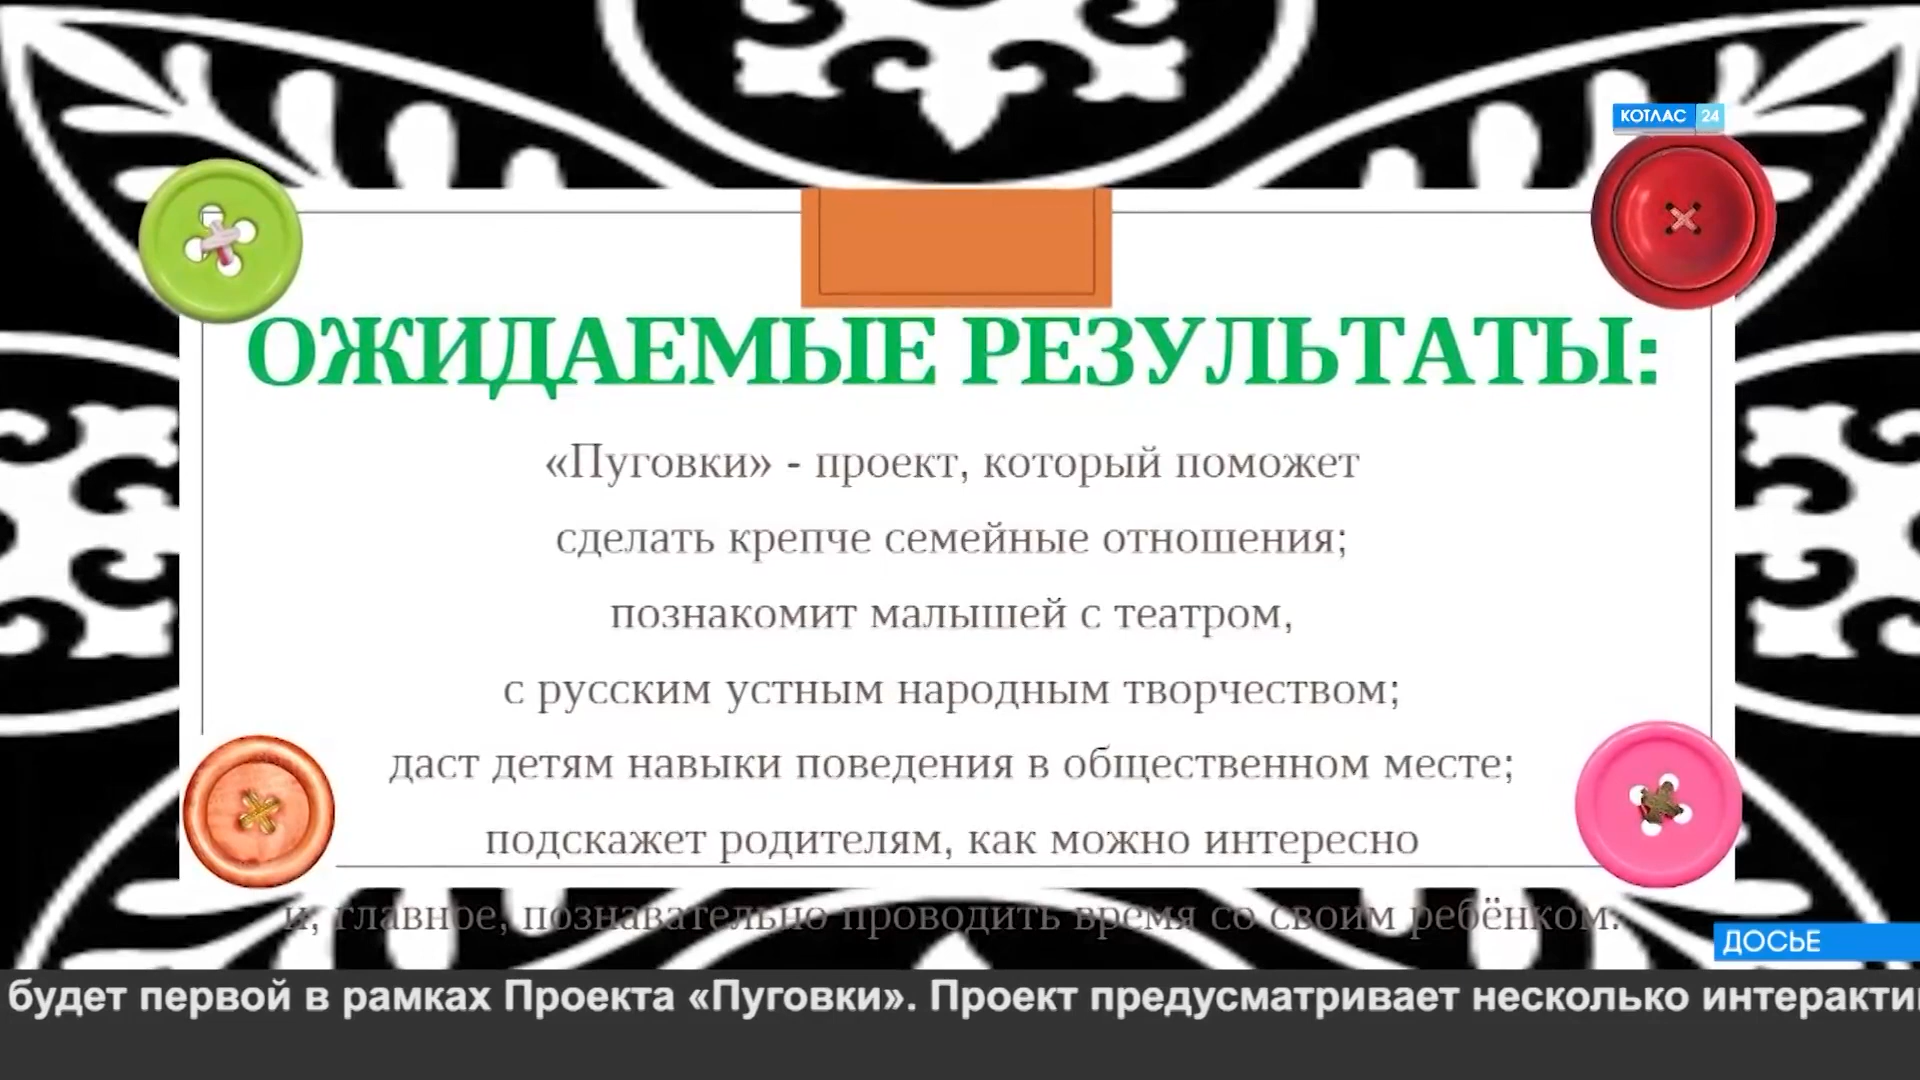 КОТЛАС 24
ОЖИДАЕМЫЕ РЕЗУЛЬТАТЫ:
«Пуговки» - проект, который поможет
сделать крепче семейные отношения;
познакомит малышей с театром,
с русским устным народным творчеством;
даст детям навыки поведения в общественном месте;
подскажет родителям, как можно интересно
и, главное, познавательно проводить время со своим ребёнком.
ДОСЬЕ
будет первой в рамках Проекта «Пуговки». Проект предусматривает несколько